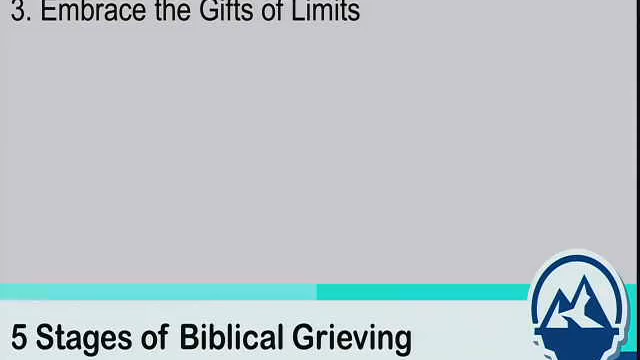 3. Embrace the Gifts of Limits
5 Stages of Biblical Grieving